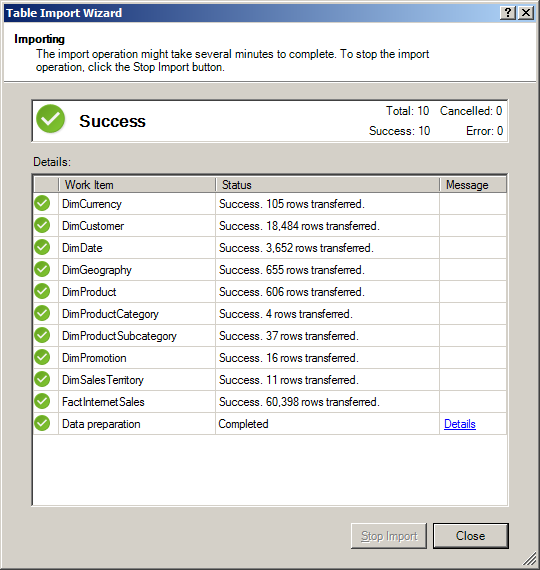 Table Import Wizard
Importing
The import operation might take several minutes to complete. To stop the import
operation, click the Stop Import button.
Success
Total: 10 Cancelled: 0
Success: 10 Error: 0
Details:
Work Item Status Message
DimCurrency Success. 105 rows transferred.
DimCustomer Success. 18,484 rows transferred.
DimDate Success. 3,652 rows transferred.
DimGeography Success. 655 rows transferred.
DimProduct Success. 606 rows transferred.
DimProductCategory Success. 4 rows transferred.
DimProductSubcategory Success. 37 rows transferred.
DimPromotion Success. 16 rows transferred.
DimSalesTerritory Success. 11 rows transferred.
FactInternetSales Success. 60,398 rows transferred.
Data preparation Completed Details
Stop Import Close